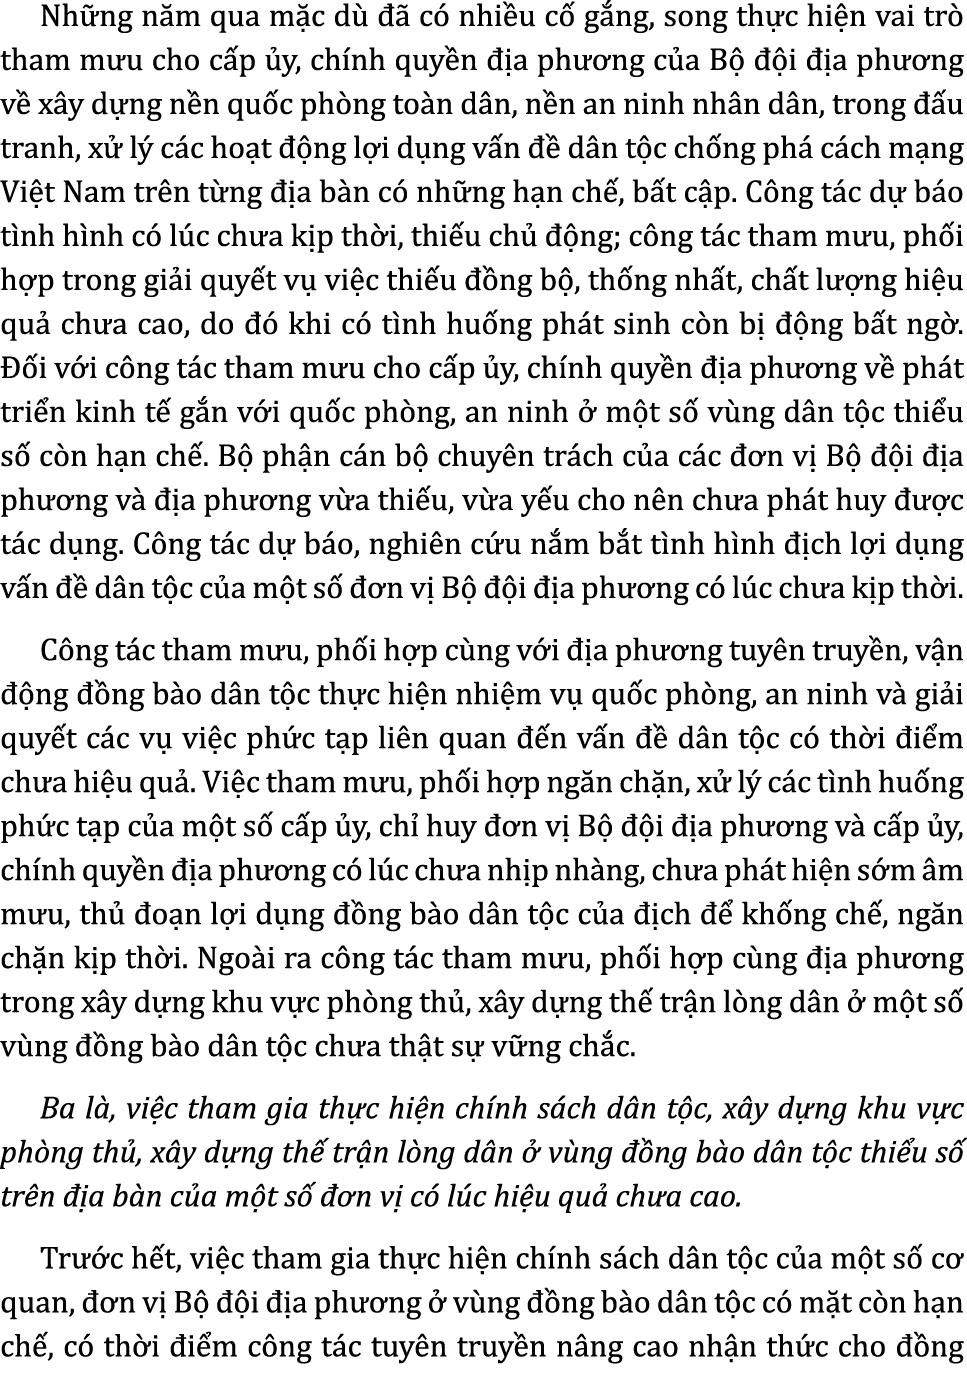 Những năm qua mặc dù đã có nhiều cố gắng, song thực hiện vai trò
tham mưu cho cấp ủy, chính quyền địa phương của Bộ đội địa phương
về xây dựng nền quốc phòng toàn dân, nền an ninh nhân dân, trong đấu
tranh, xử lý các hoạt động lợi dụng vấn đề dân tộc chống phá cách mạng
Việt Nam trên từng địa bàn có những hạn chế, bất cập. Công tác dự báo
tình hình có lúc chưa kịp thời, thiếu chủ động; công tác tham mưu, phối
hợp trong giải quyết vụ việc thiếu đồng bộ, thống nhất, chất lượng hiệu
quả chưa cao, do đó khi có tình huống phát sinh còn bị động bất ngờ.
Đối với công tác tham mưu cho cấp ủy, chính quyền địa phương về phát
triển kinh tế gắn với quốc phòng, an ninh ở một số vùng dân tộc thiểu
số còn hạn chế. Bộ phận cán bộ chuyên trách của các đơn vị Bộ đội địa
phương và địa phương vừa thiếu, vừa yếu cho nên chưa phát huy được
tác dụng. Công tác dự báo, nghiên cứu nắm bắt tình hình địch lợi dụng
vấn đề dân tộc của một số đơn vị Bộ đội địa phương có lúc chưa kịp thời.
Công tác tham mưu, phối hợp cùng với địa phương tuyên truyền, vận
động đồng bào dân tộc thực hiện nhiệm vụ quốc phòng, an ninh và giải
quyết các vụ việc phức tạp liên quan đến vấn đề dân tộc có thời điểm
chưa hiệu quả. Việc tham mưu, phối hợp ngăn chặn, xử lý các tình huống
phức tạp của một số cấp ủy, chỉ huy đơn vị Bộ đội địa phương và cấp ủy,
chính quyền địa phương có lúc chưa nhịp nhàng, chưa phát hiện sớm âm
mưu, thủ đoạn lợi dụng đồng bào dân tộc của địch để khống chế, ngăn
chặn kịp thời. Ngoài ra công tác tham mưu, phối hợp cùng địa phương
trong xây dựng khu vực phòng thủ, xây dựng thế trận lòng dân ở một số
vùng đồng bào dân tộc chưa thật sự vững chắc.
Ba là, việc tham gia thực hiện chính sách dân tộc, xây dựng khu vực
phòng thủ, xây dựng thế trận lòng dân ở vùng đồng bào dân tộc thiểu số
trên địa bàn của một số đơn vị có lúc hiệu quả chưa cao.
Trước hết, việc tham gia thực hiện chính sách dân tộc của một số cơ
quan, đơn vị Bộ đội địa phương ở vùng đồng bào dân tộc có mặt còn hạn
chế, có thời điểm công tác tuyên truyền nâng cao nhận thức cho đồng